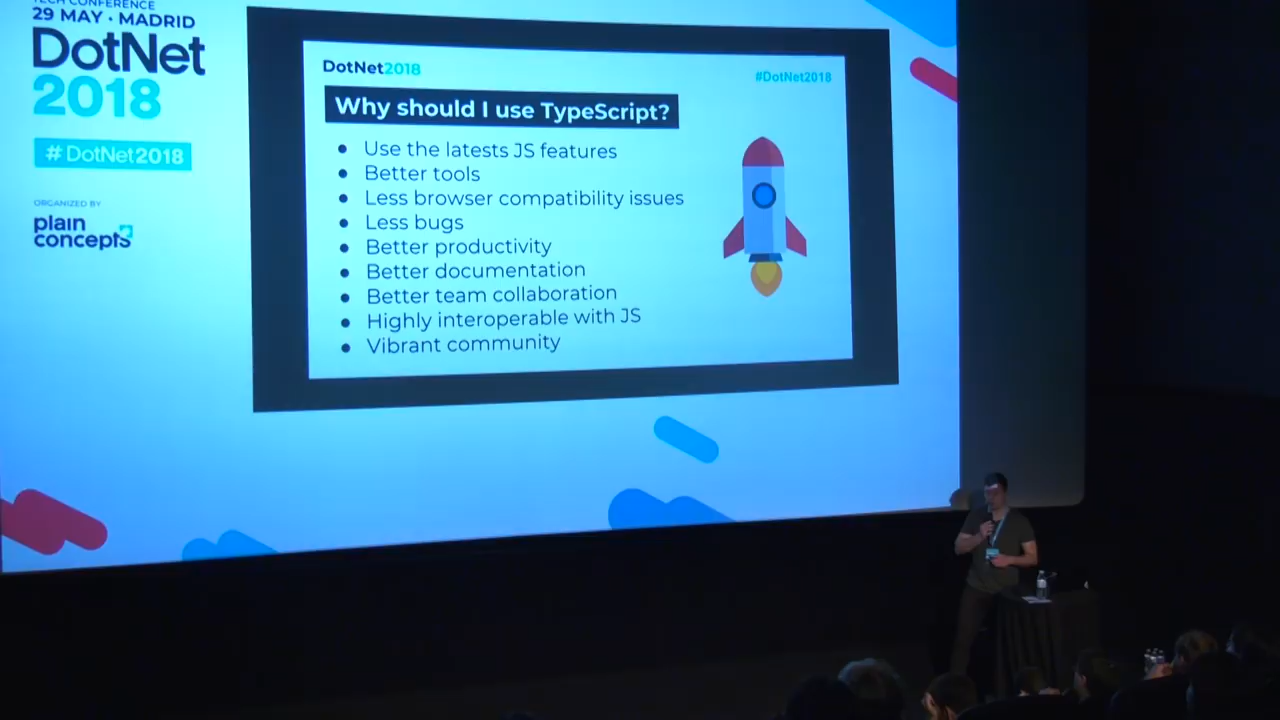 TECH CONFERENCE
29 MAY · MADRID
DotNet
2018
#DotNet2018
ORGANIZED BY
plain
concepts
DotNet2018
#DotNet2018
Why should I use TypeScript?
● Use the latests JS features
● Better tools
● Less browser compatibility issues
● Less bugs
● Better productivity
● Better documentation
● Better team collaboration
● Highly interoperable with JS
● Vibrant community